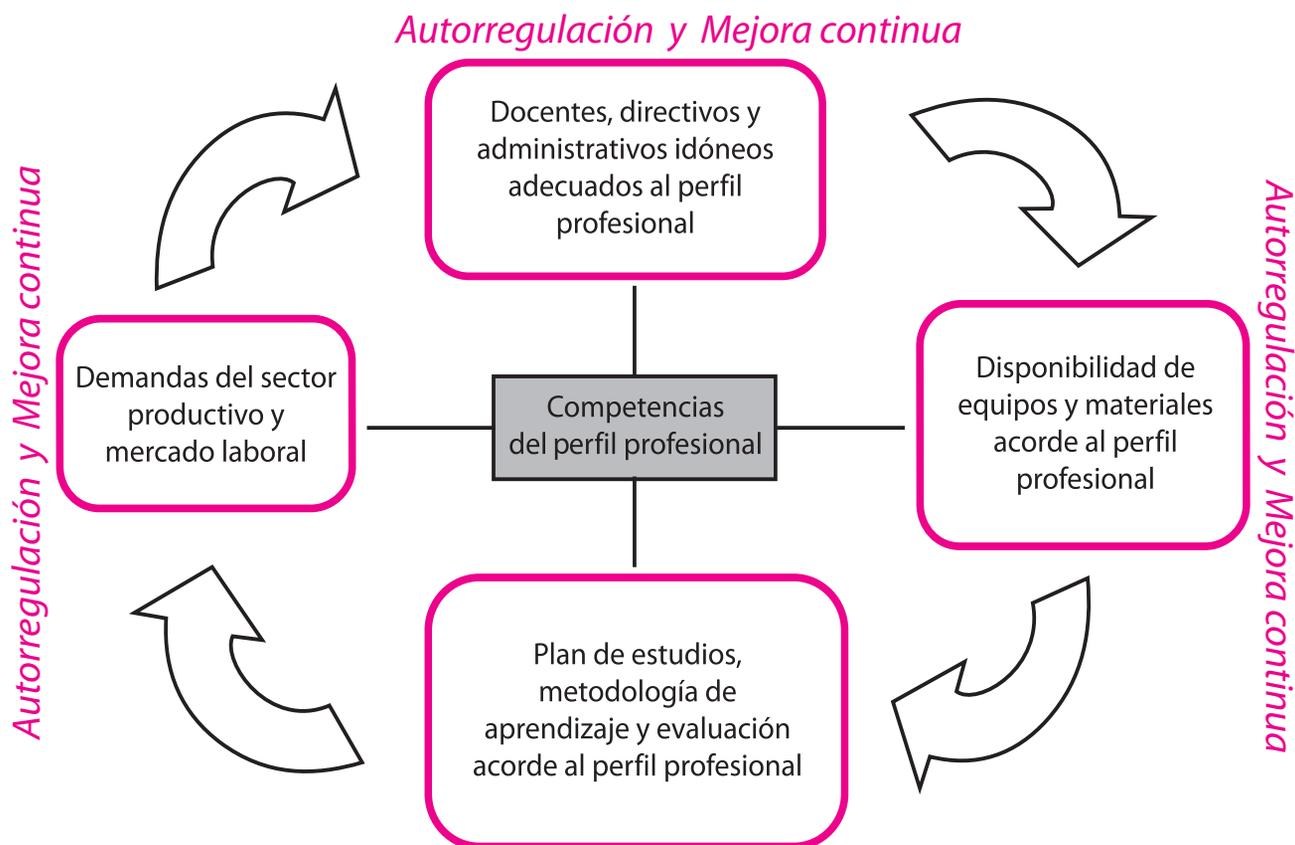 Autorregulación y Mejora continua
Docentes, directivos y
administrativos idóneos
adecuados al perfil
profesional
Autorregulación y Mejora continua
Demandas del sector
productivo y
mercado laboral
Competencias
del perfil profesional
Disponibilidad de
equipos y materiales
acorde al perfil
profesional
Autorregulación y Mejora continua
Plan de estudios,
metodología de
aprendizaje y evaluación
acorde al perfil profesional